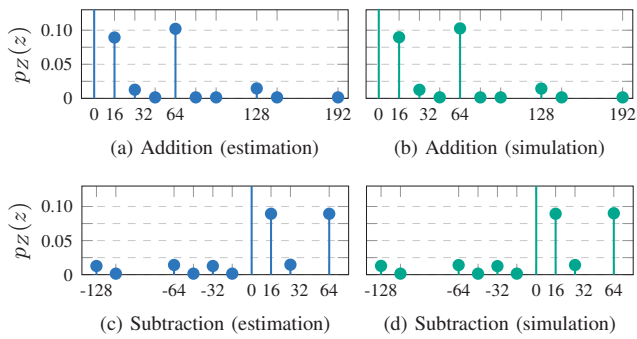 0.10
0.05
0
p_Z(z)
0 16 32 64 128 192
0 16 32 64 128 192
(a) Addition (estimation)
(b) Addition (simulation)
0.10
0.05
0
p_Z(z)
-128 -64 -32 0 16 32 64
-128 -64 -32 0 16 32 64
(c) Subtraction (estimation)
(d) Subtraction (simulation)